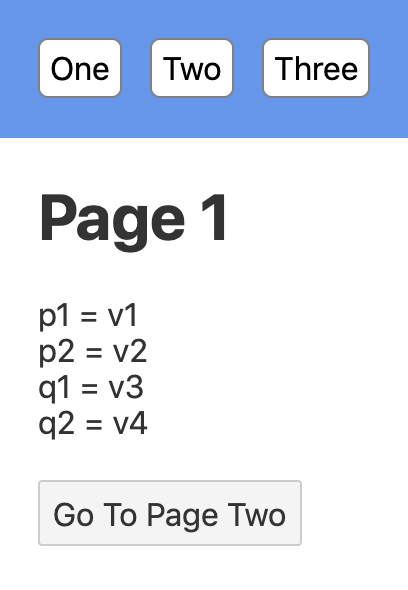 One Two Three
Page 1
p1 = v1
p2 = v2
q1 = v3
q2 = v4
Go To Page Two